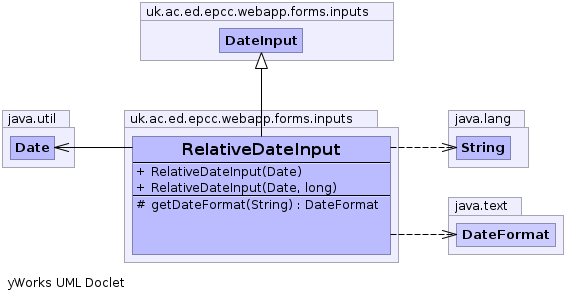 uk.ac.ed.epcc.webapp.forms.inputs
DateInput
java.util
Date
uk.ac.ed.epcc.webapp.forms.inputs
RelativeDateInput
+ RelativeDateInput(Date)
+ RelativeDateInput(Date, long)
# getDateFormat(String) : DateFormat
java.lang
String
java.text
DateFormat
yWorks UML Doclet